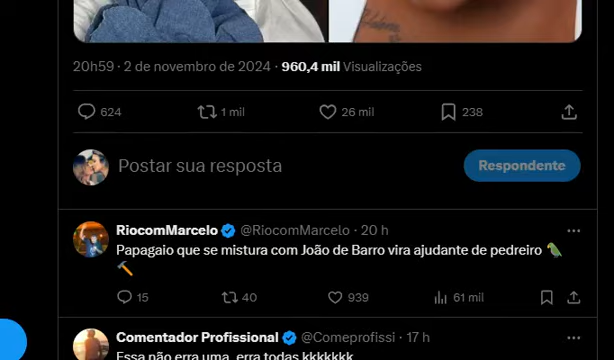 20h59 · 2 de novembro de 2024 · 960,4 mil Visualizações
624 1 mil 26 mil 238
Postar sua resposta Respondente
RiocomMarcelo @RiocomMarcelo · 20 h
Papagaio que se mistura com João de Barro vira ajudante de pedreiro 🦜
🔨
15 40 939 61 mil
Comentador Profissional @Comeprofissi · 17 h
Essa não erra uma, erra todas kkkkkkk